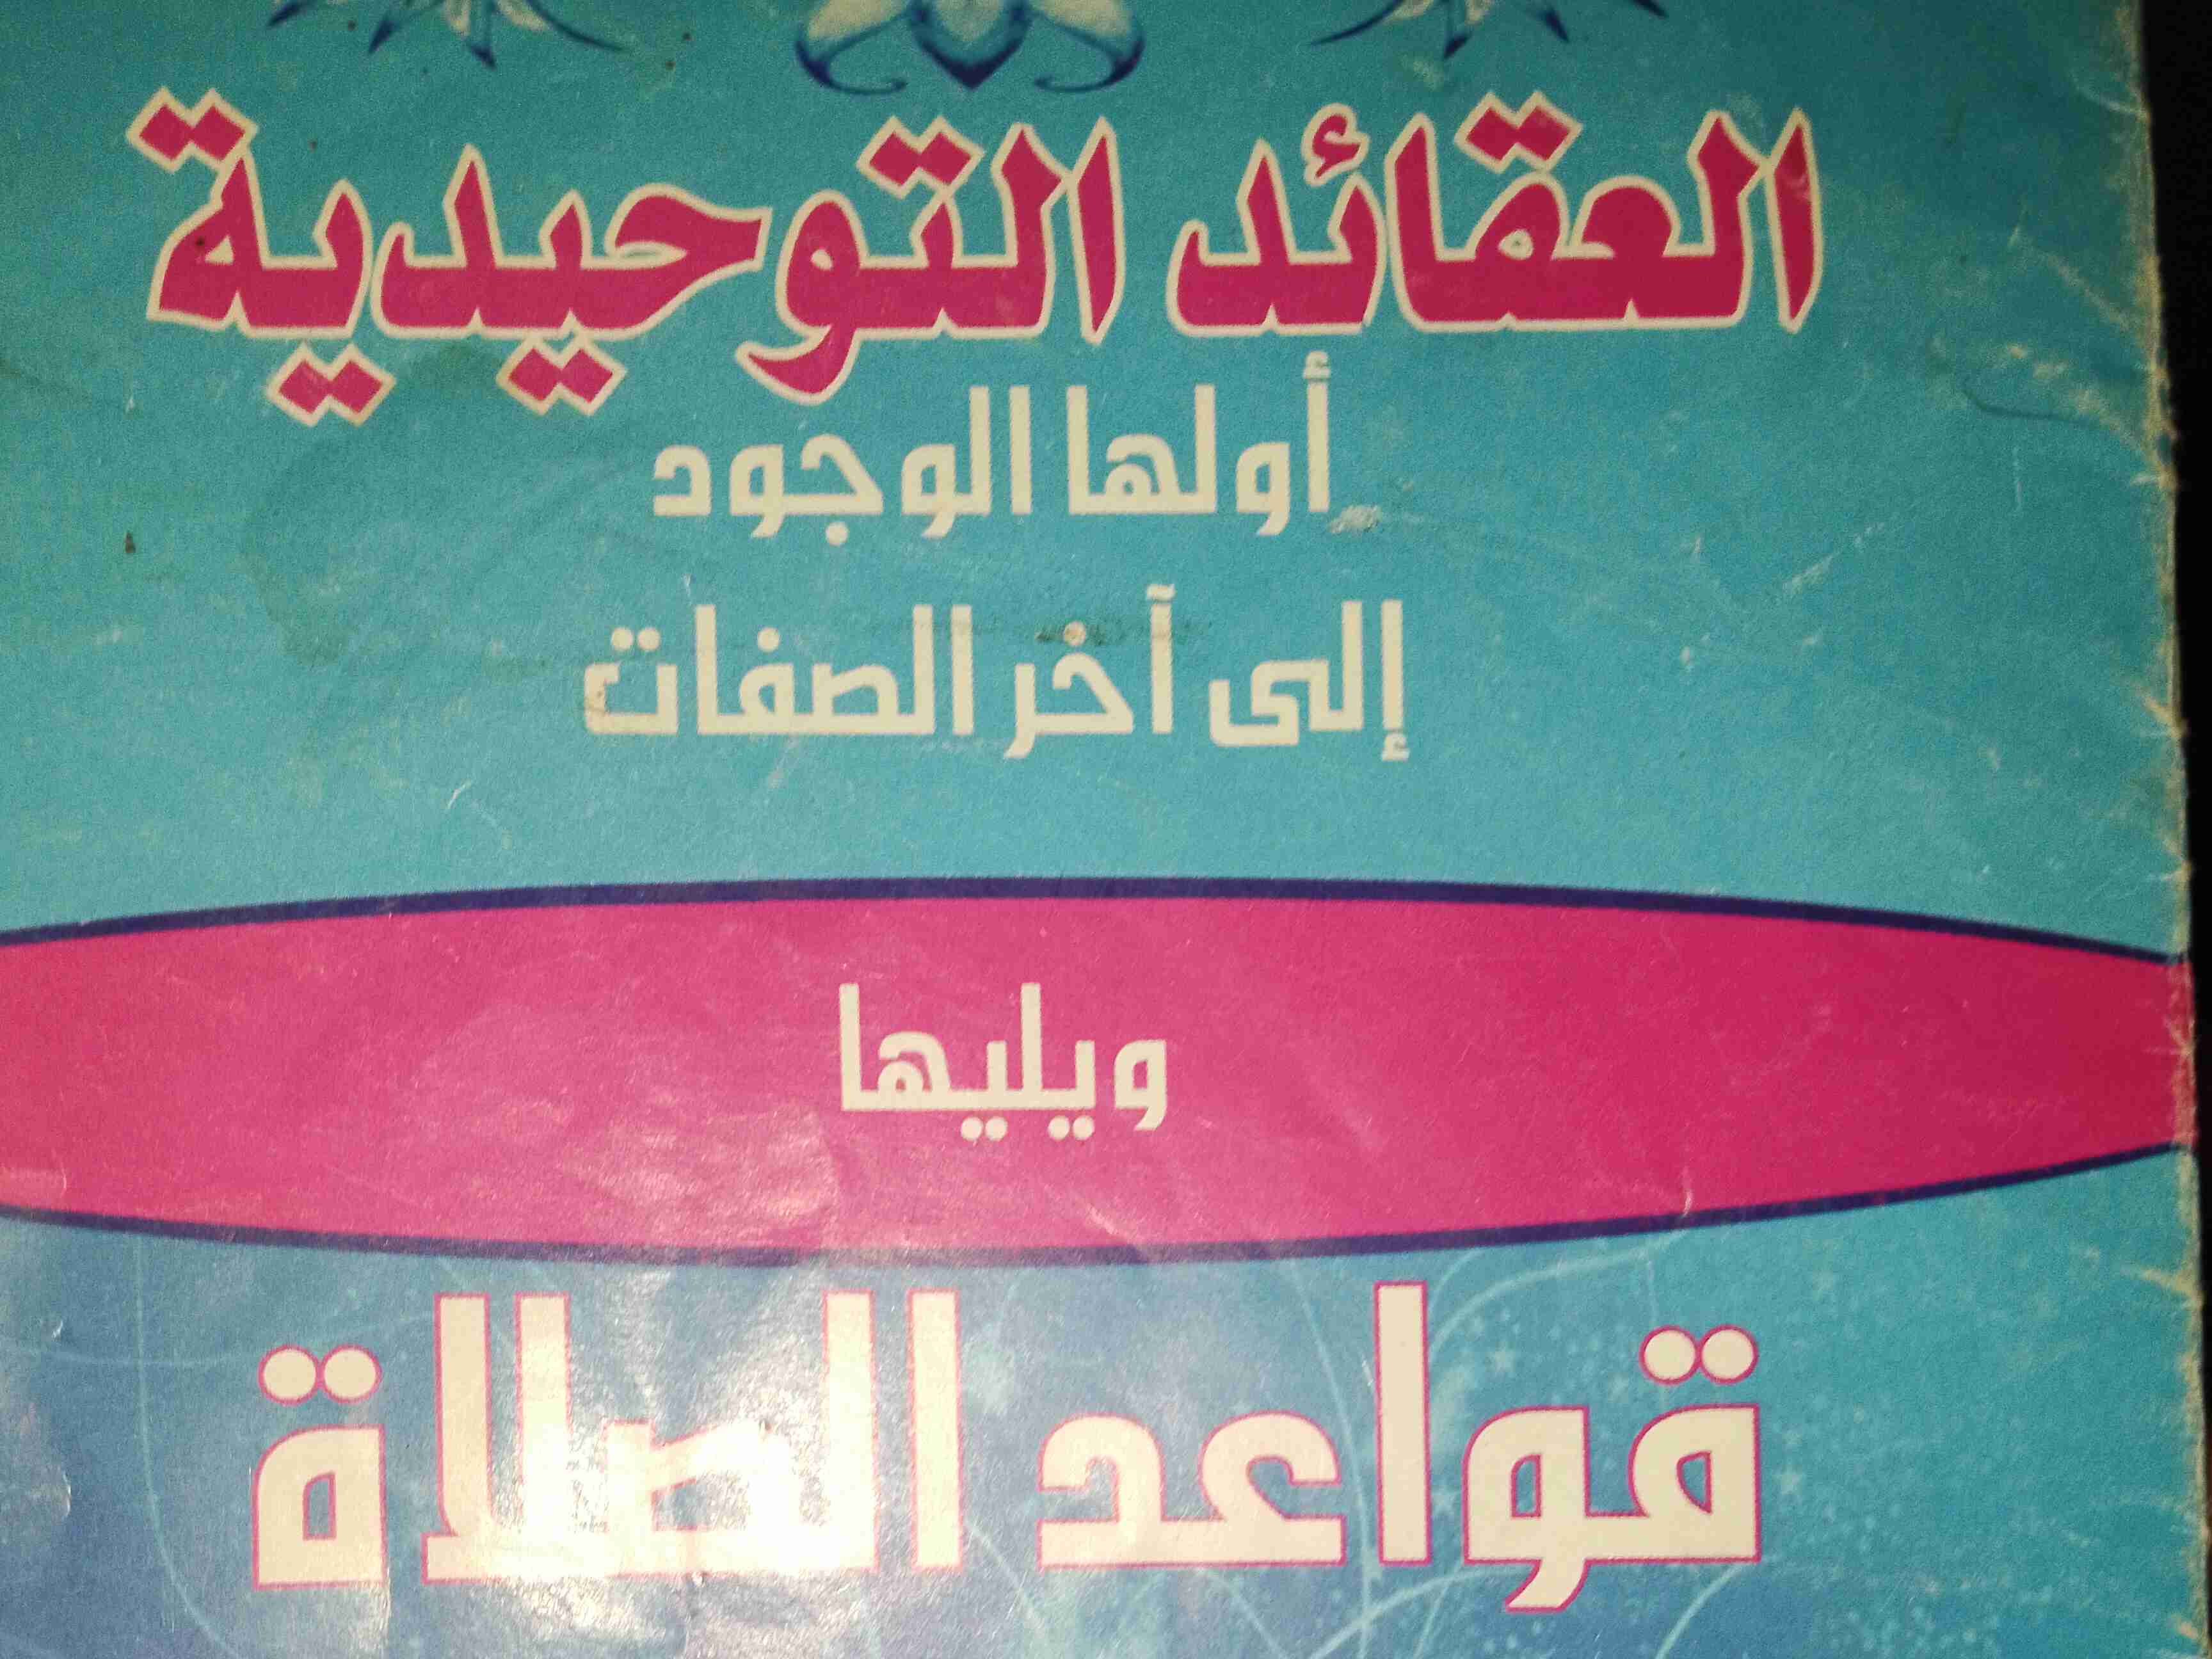 العقائد التوحيدية
أولها الوجود
إلى آخر الصفات
ويليها
قواعد الصلاة